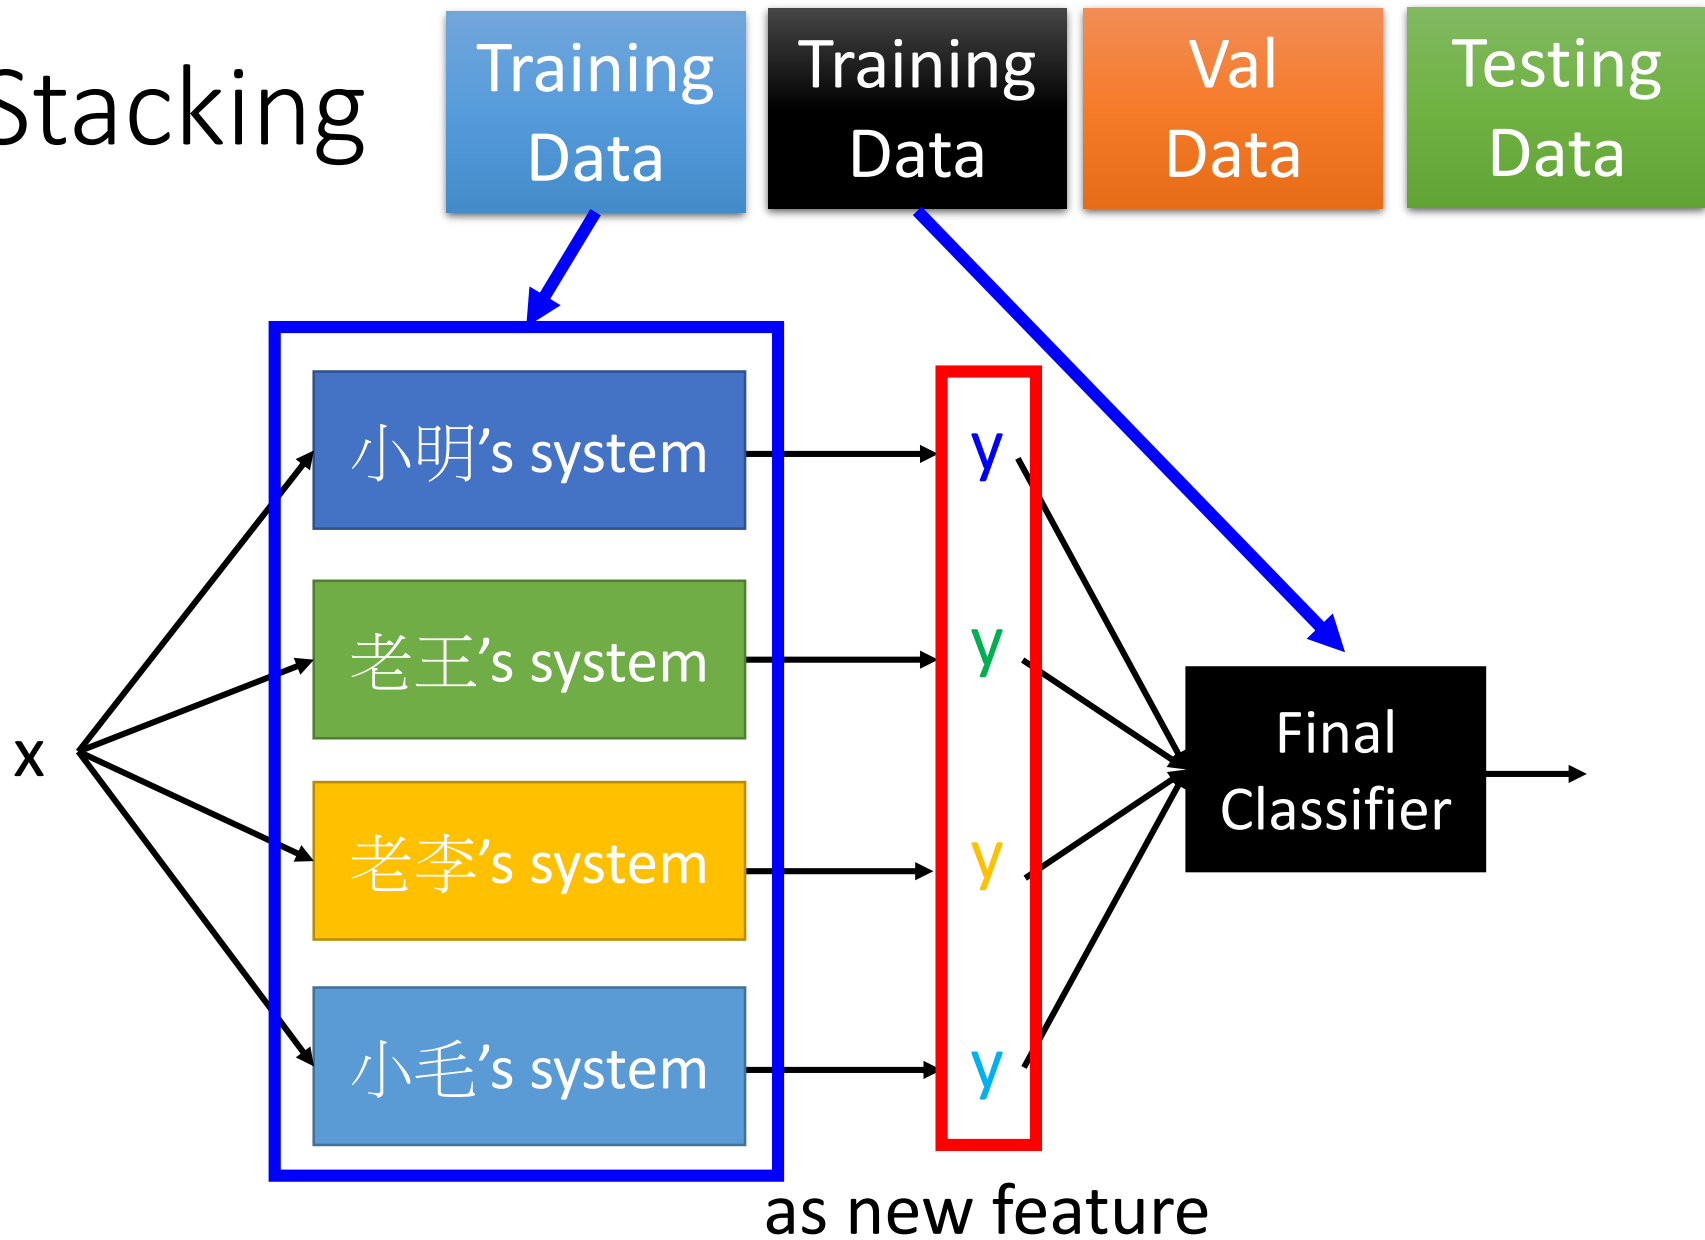 Stacking
Training
Data
Training
Data
Val
Data
Testing
Data
小明's system
老王's system
老李's system
小毛's system
x
y
y
y
y
Final
Classifier
as new feature